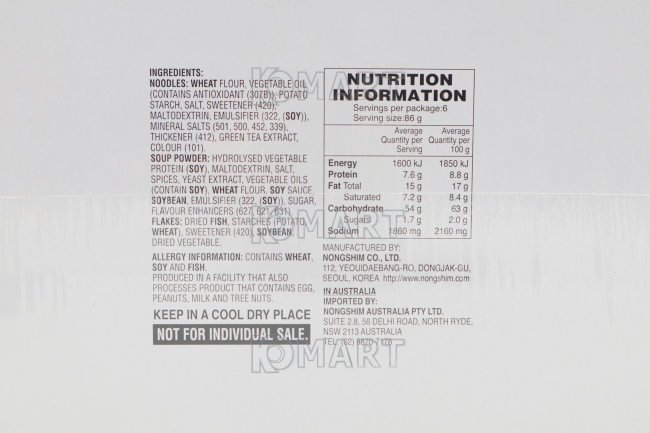 INGREDIENTS:
NOODLES: WHEAT FLOUR, VEGETABLE OIL
(CONTAINS ANTIOXIDANT (307B)), POTATO
STARCH, SALT, SWEETENER (420),
MALTODEXTRIN, EMULSIFIER (322, (SOY)),
MINERAL SALTS (501, 500, 452, 339),
THICKENER (412), GREEN TEA EXTRACT,
COLOUR (101).
SOUP POWDER: HYDROLYSED VEGETABLE
PROTEIN (SOY), MALTODEXTRIN, SALT,
SPICES, YEAST EXTRACT, VEGETABLE OILS
(CONTAIN SOY), WHEAT FLOUR, SOY SAUCE,
SOYBEAN, EMULSIFIER (322, (SOY)), SUGAR,
FLAVOUR ENHANCERS (627, 621, 631).
FLAKES: DRIED FISH, STARCHES (POTATO,
WHEAT), SWEETENER (420), SOYBEAN,
DRIED VEGETABLE.
ALLERGY INFORMATION: CONTAINS WHEAT,
SOY AND FISH.
PRODUCED IN A FACILITY THAT ALSO
PROCESSES PRODUCT THAT CONTAINS EGG,
PEANUTS, MILK AND TREE NUTS.
KEEP IN A COOL DRY PLACE
NOT FOR INDIVIDUAL SALE.
NUTRITION
INFORMATION
Servings per package:6
Serving size:86 g
Average Quantity per Serving
Average Quantity per 100 g
Energy 1600 kJ 1850 kJ
Protein 7.6 g 8.8 g
Fat Total 15 g 17 g
Saturated 7.2 g 8.4 g
Carbohydrate 54 g 63 g
Sugars 1.7 g 2.0 g
Sodium 1860 mg 2160 mg
MANUFACTURED BY:
NONGSHIM CO., LTD.
112, YEOUIDAEBANG-RO, DONGJAK-GU,
SEOUL, KOREA http://www.nongshim.com
IN AUSTRALIA
IMPORTED BY:
NONGSHIM AUSTRALIA PTY LTD.
SUITE 2.8, 56 DELHI ROAD, NORTH RYDE,
NSW 2113 AUSTRALIA
TEL: (02) 9870-7178
KOMART
KOMART
KOMART